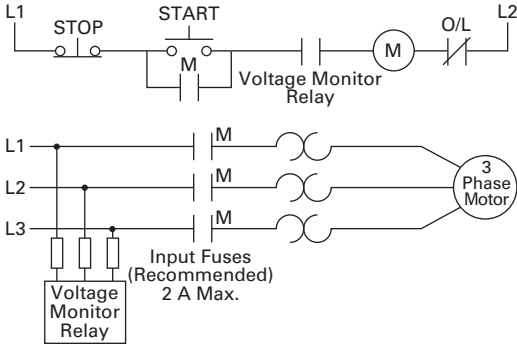 L1
STOP
START
O/L
L2
M
M
Voltage Monitor
Relay
L1
M
L2
M
L3
M
3
Phase
Motor
Input Fuses
(Recommended)
2 A Max.
Voltage
Monitor
Relay